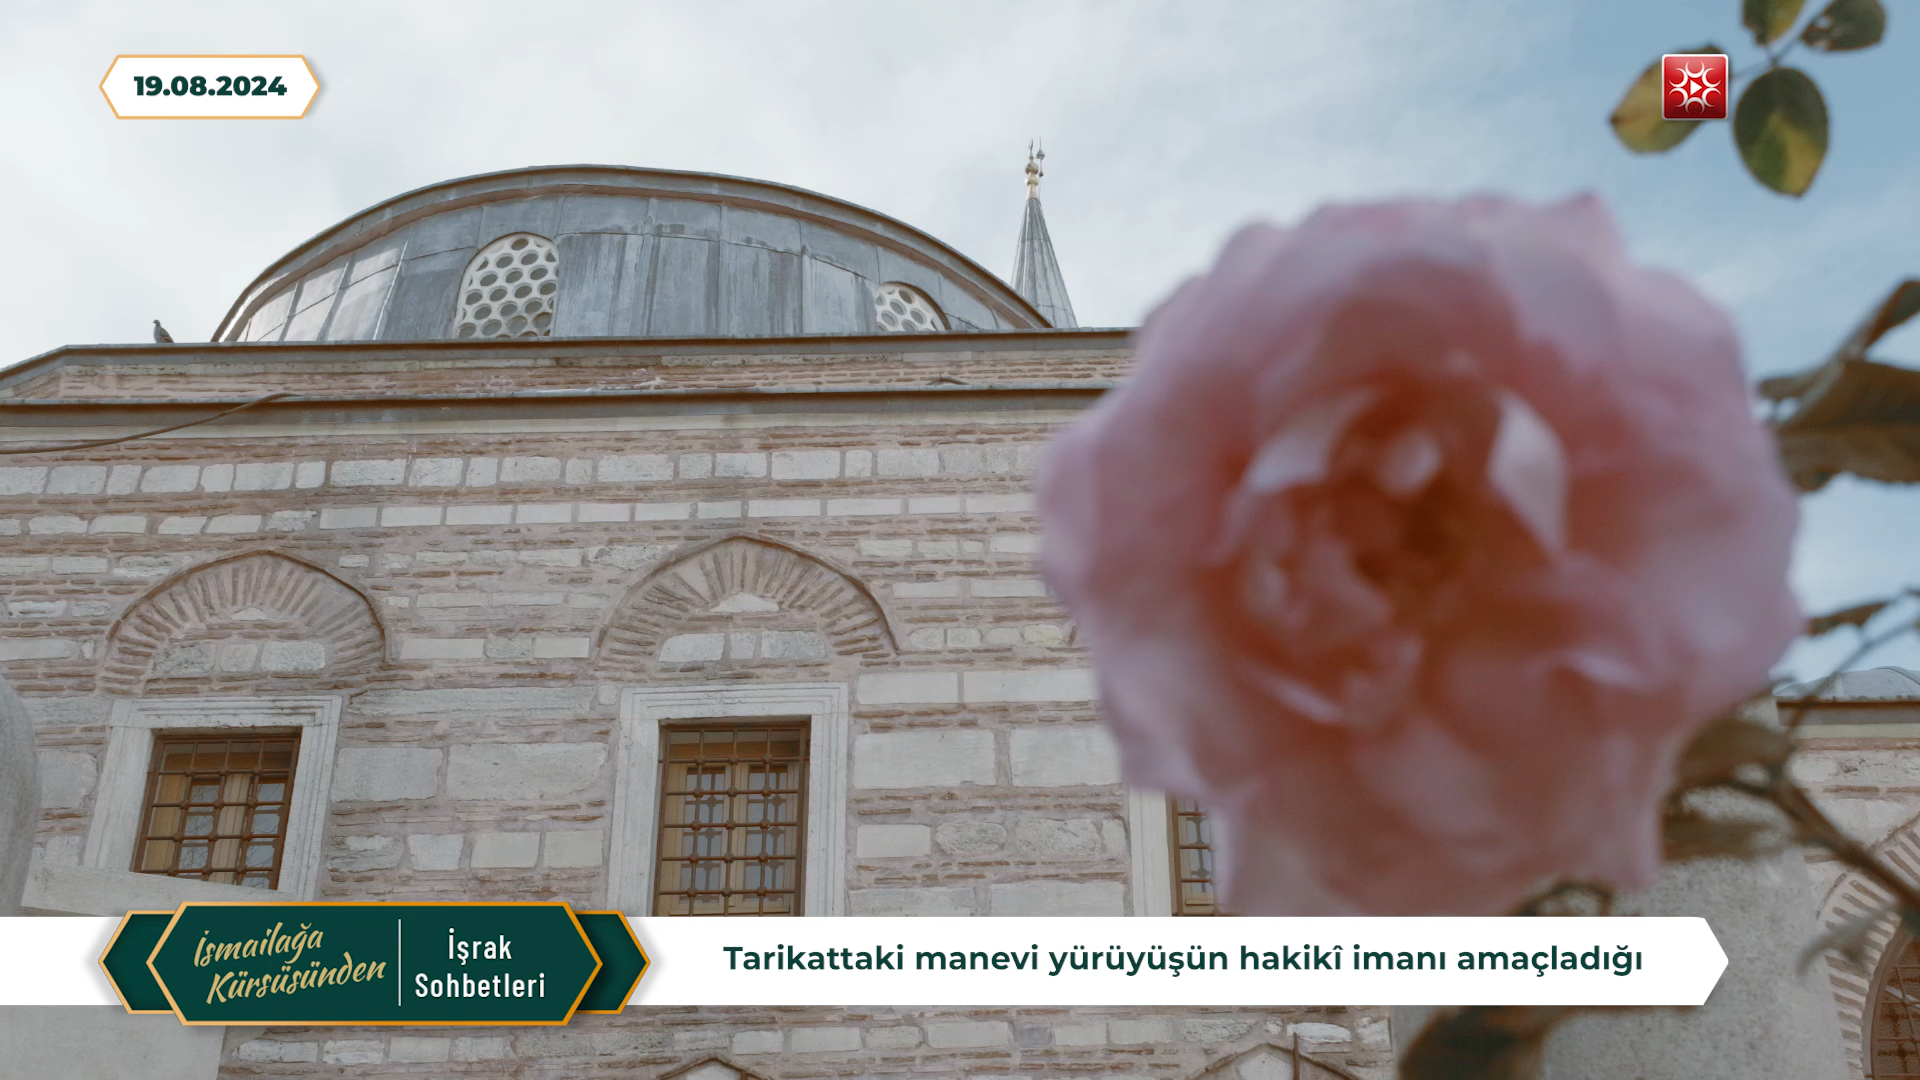 19.08.2024
İsmailağa
Kürsüsünden
İşrak
Sohbetleri
Tarikattaki manevi yürüyüşün hakikî imanı amaçladığı